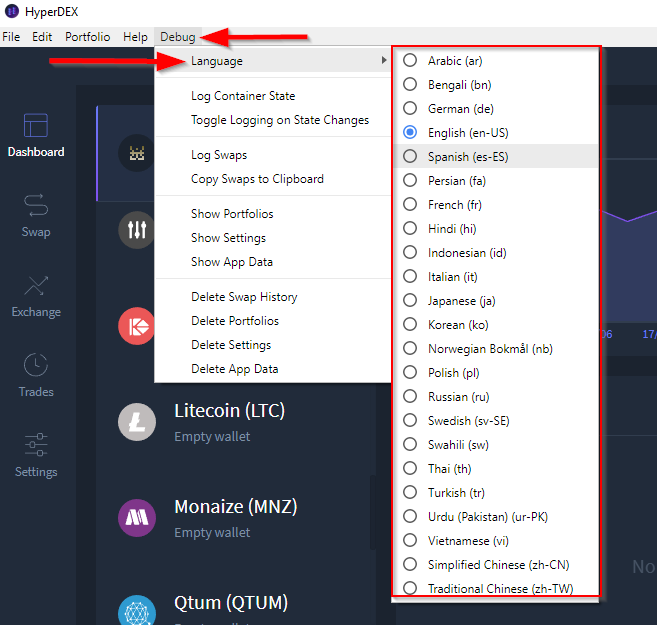 HyperDEX
File Edit Portfolio Help Debug
Language
Log Container State
Toggle Logging on State Changes
Log Swaps
Copy Swaps to Clipboard
Show Portfolios
Show Settings
Show App Data
Delete Swap History
Delete Portfolios
Delete Settings
Delete App Data
Arabic (ar)
Bengali (bn)
German (de)
English (en-US)
Spanish (es-ES)
Persian (fa)
French (fr)
Hindi (hi)
Indonesian (id)
Italian (it)
Japanese (ja)
Korean (ko)
Norwegian Bokmål (nb)
Polish (pl)
Russian (ru)
Swedish (sv-SE)
Swahili (sw)
Thai (th)
Turkish (tr)
Urdu (Pakistan) (ur-PK)
Vietnamese (vi)
Simplified Chinese (zh-CN)
Traditional Chinese (zh-TW)
Dashboard
Swap
Exchange
Trades
Settings
Litecoin (LTC)
Empty wallet
Monaize (MNZ)
Empty wallet
Qtum (QTUM)
06
17/
No